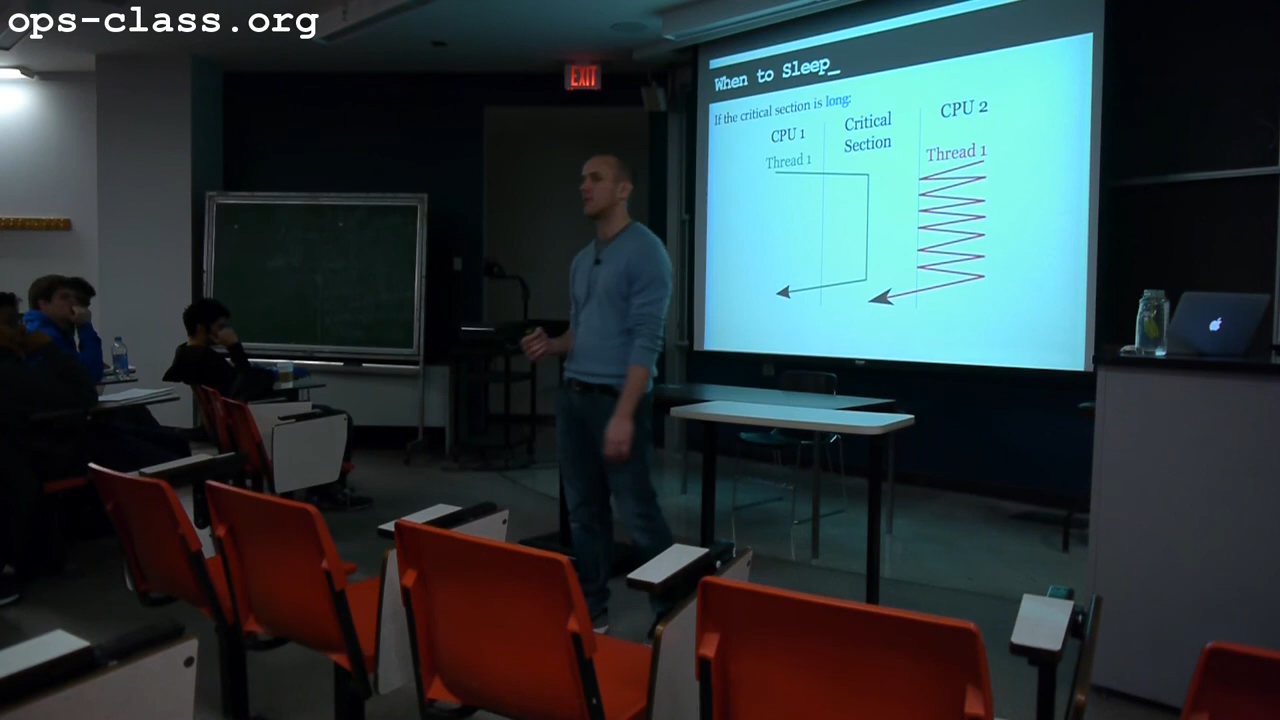 ops-class.org
EXIT
When to Sleep_
If the critical section is long:
CPU 1
Critical
Section
CPU 2
Thread 1
Thread 1